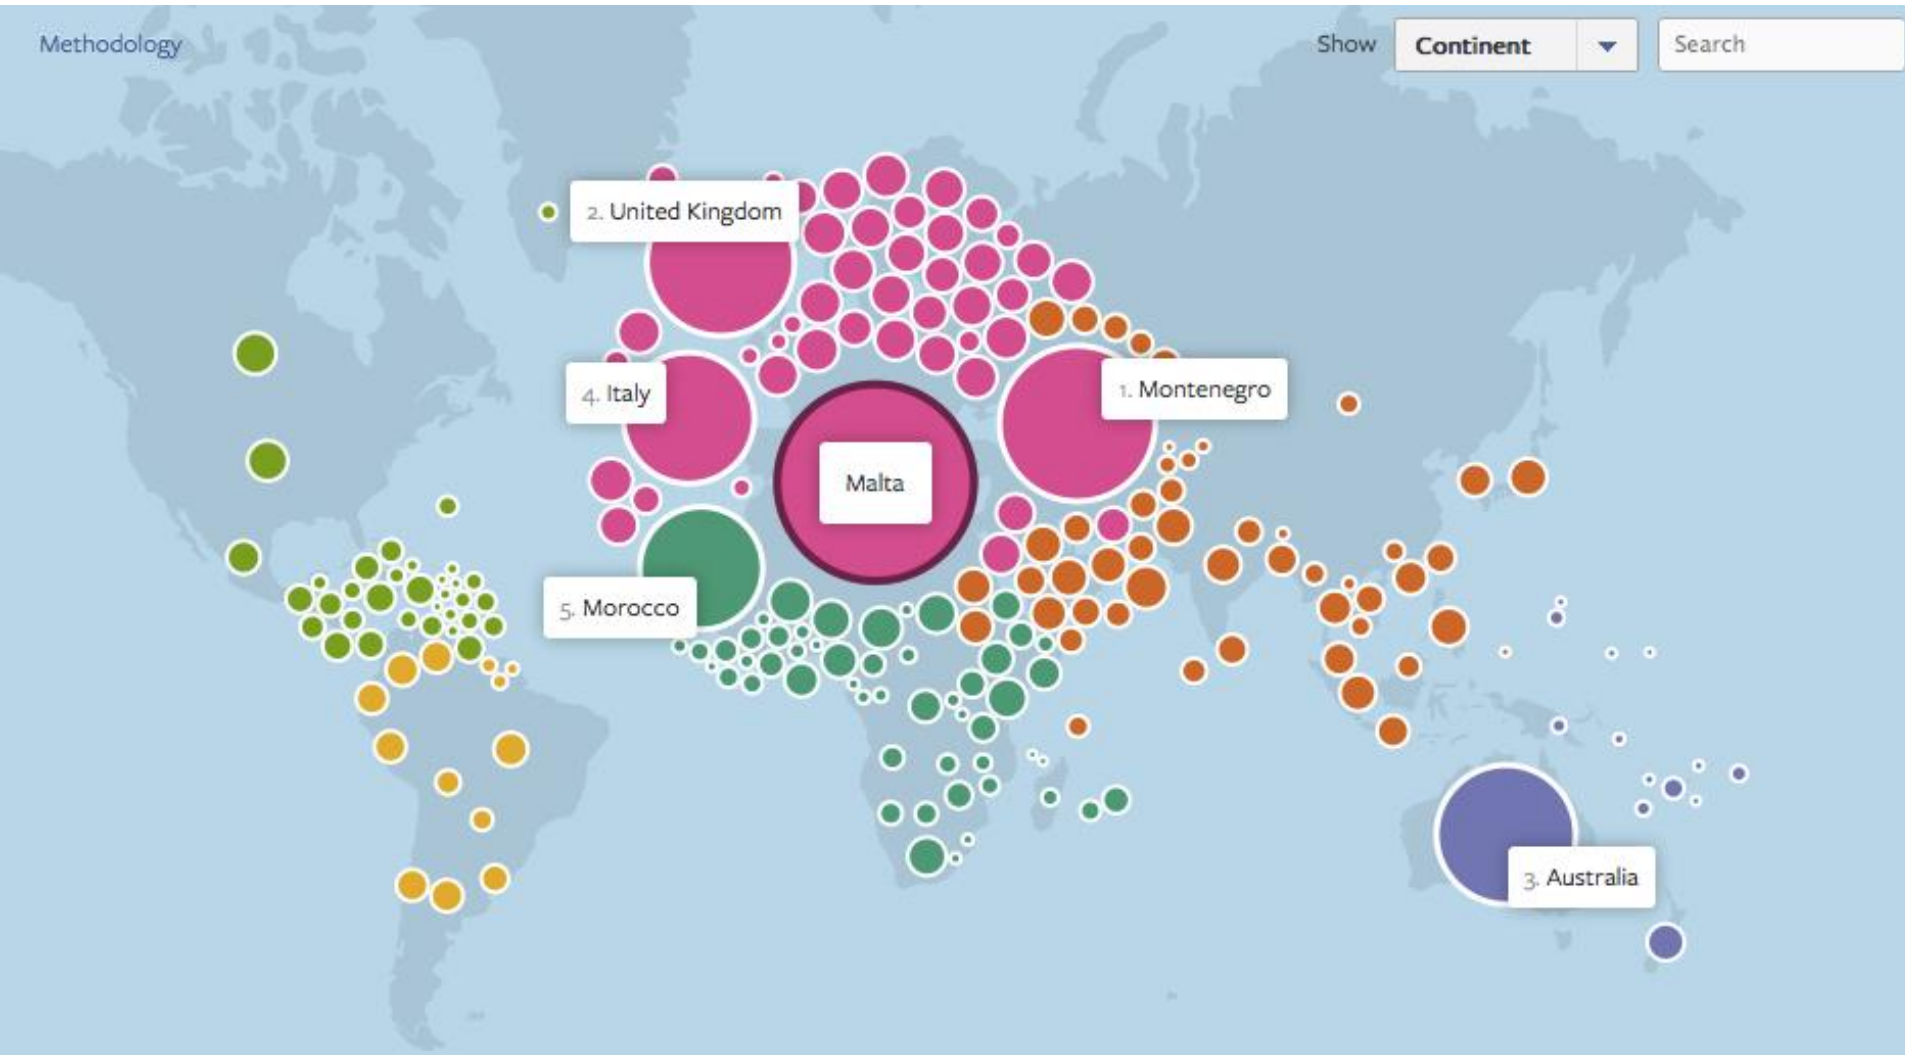 Methodology
Show
Continent
Search
2. United Kingdom
4. Italy
1. Montenegro
Malta
5. Morocco
3. Australia